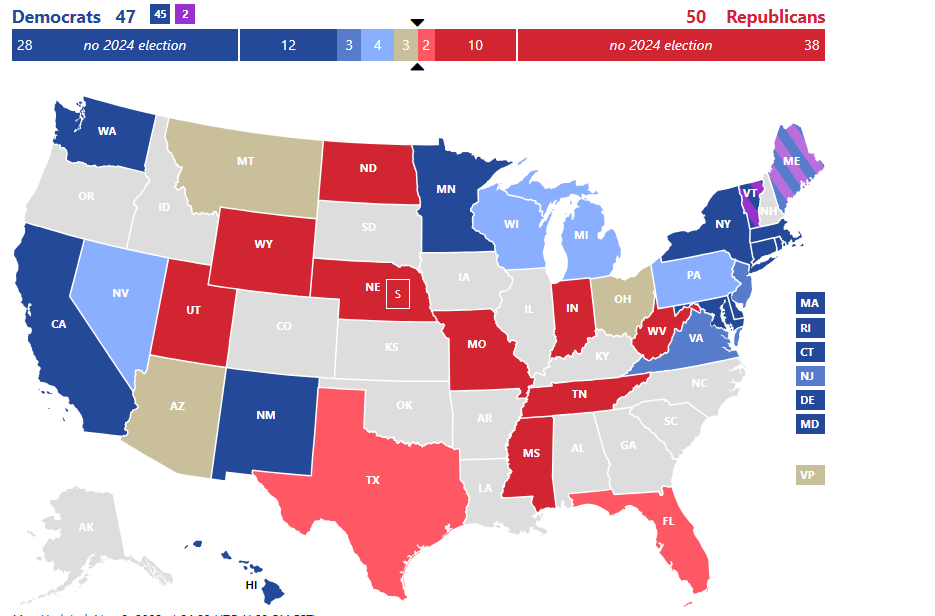 Democrats 47 45 2 50 Republicans
28 no 2024 election 12 3 4 3 2 10 no 2024 election 38
WA
MT
ND
MN
ME
OR
ID
SD
WI
MI
VT
NH
NY
WY
IA
PA
NV
UT
NE
S
IL
IN
OH
CA
CO
KS
MO
WV
VA
KY
MA
RI
CT
NJ
DE
MD
AZ
NM
OK
AR
TN
NC
SC
MS
AL
GA
TX
LA
FL
VP
AK
HI